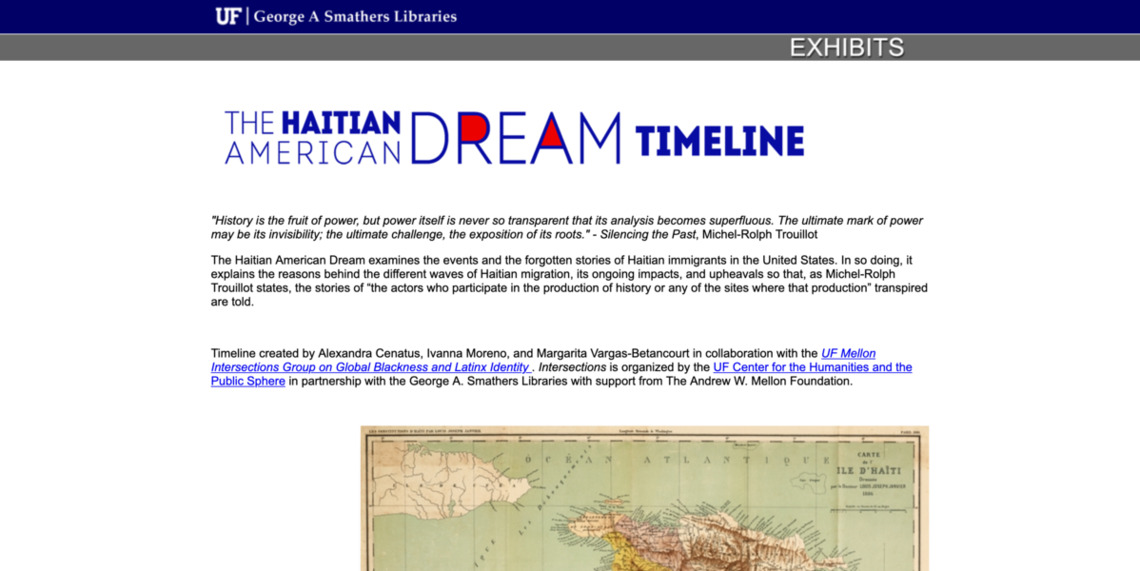 UF | George A Smathers Libraries
EXHIBITS
THE HAITIAN
AMERICAN DREAM TIMELINE
"History is the fruit of power, but power itself is never so transparent that its analysis becomes superfluous. The ultimate mark of power
may be its invisibility; the ultimate challenge, the exposition of its roots." - Silencing the Past, Michel-Rolph Trouillot
The Haitian American Dream examines the events and the forgotten stories of Haitian immigrants in the United States. In so doing, it
explains the reasons behind the different waves of Haitian migration, its ongoing impacts, and upheavals so that, as Michel-Rolph
Trouillot states, the stories of “the actors who participate in the production of history or any of the sites where that production” transpired
are told.
Timeline created by Alexandra Cenatus, Ivanna Moreno, and Margarita Vargas-Betancourt in collaboration with the UF Mellon
Intersections Group on Global Blackness and Latinx Identity . Intersections is organized by the UF Center for the Humanities and the
Public Sphere in partnership with the George A. Smathers Libraries with support from The Andrew W. Mellon Foundation.
CARTE
OCÉAN ATLANTIQUE
ILE D'HAÏTI